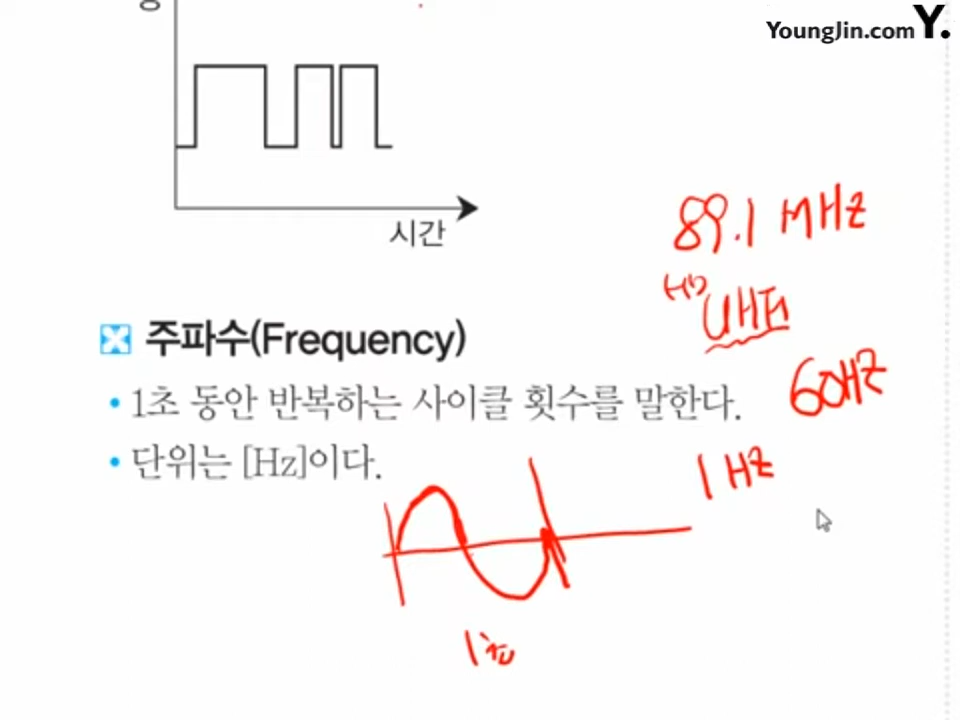 YoungJin.com Y.
시간
89.1 MHz
UHF
주파수(Frequency)
60Hz
• 1초 동안 반복하는 사이클 횟수를 말한다.
• 단위는 [Hz]이다.
1 Hz
1초